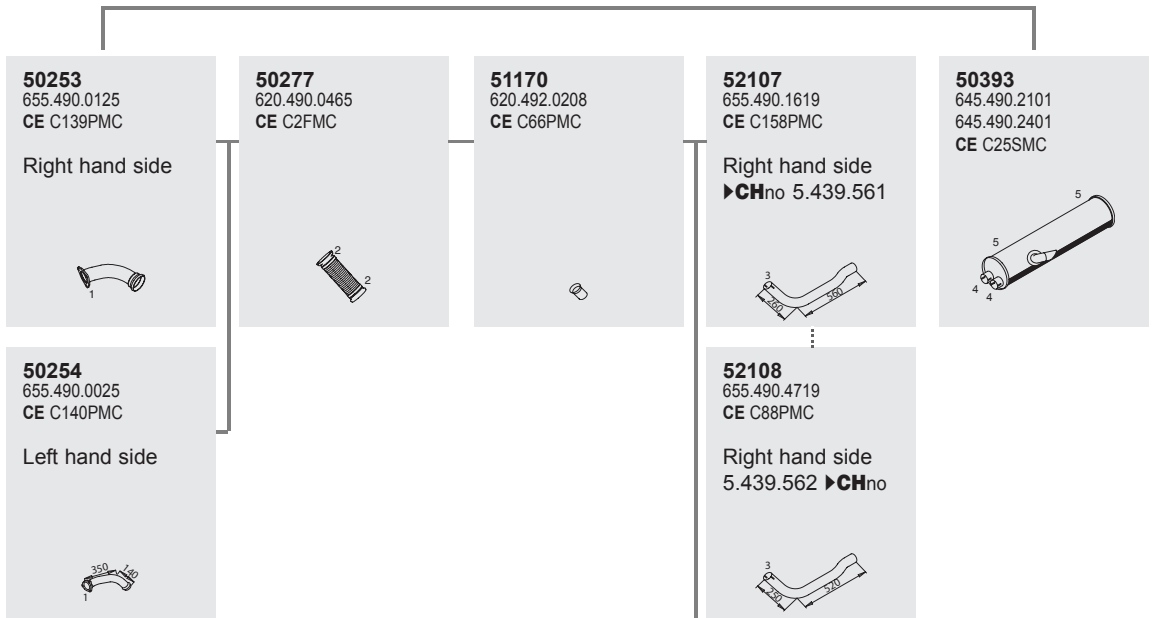 50253
655.490.0125
CE C139PMC
Right hand side
1
50277
620.490.0465
CE C2FMC
2
2
51170
620.492.0208
CE C66PMC
52107
655.490.1619
CE C158PMC
Right hand side
▶CHno 5.439.561
3
260
560
50393
645.490.2101
645.490.2401
CE C25SMC
5
5
4
4
50254
655.490.0025
CE C140PMC
Left hand side
350
140
1
52108
655.490.4719
CE C88PMC
Right hand side
5.439.562 ▶CHno
3
250
520